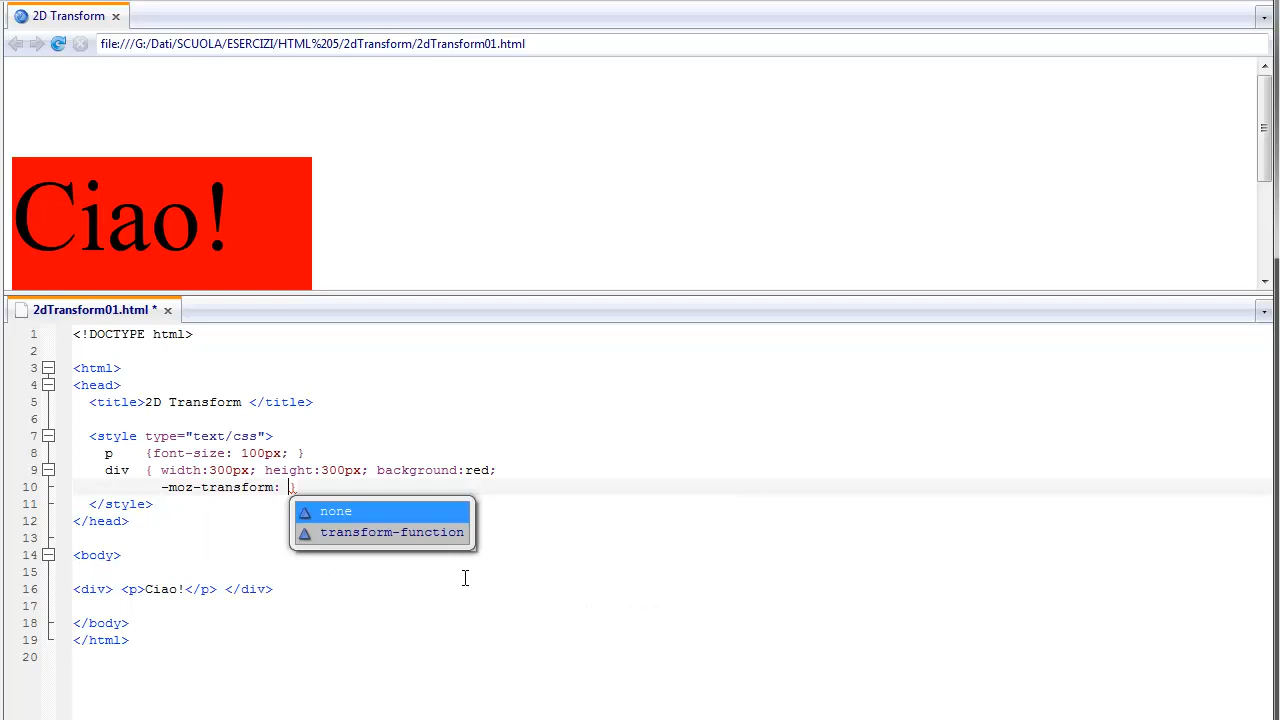 2D Transform
file:///G:/Dati/SCUOLA/ESERCIZI/HTML%205/2dTransform/2dTransform01.html
Ciao!
2dTransform01.html *
1 <!DOCTYPE html>
2
3 <html>
4 <head>
5 <title>2D Transform </title>
6
7 <style type="text/css">
8 p {font-size: 100px; }
9 div { width:300px; height:300px; background:red;
10 -moz-transform: }
none
transform-function
11 </style>
12 </head>
13
14 <body>
15
16 <div> <p>Ciao!</p> </div>
17
18 </body>
19 </html>
20